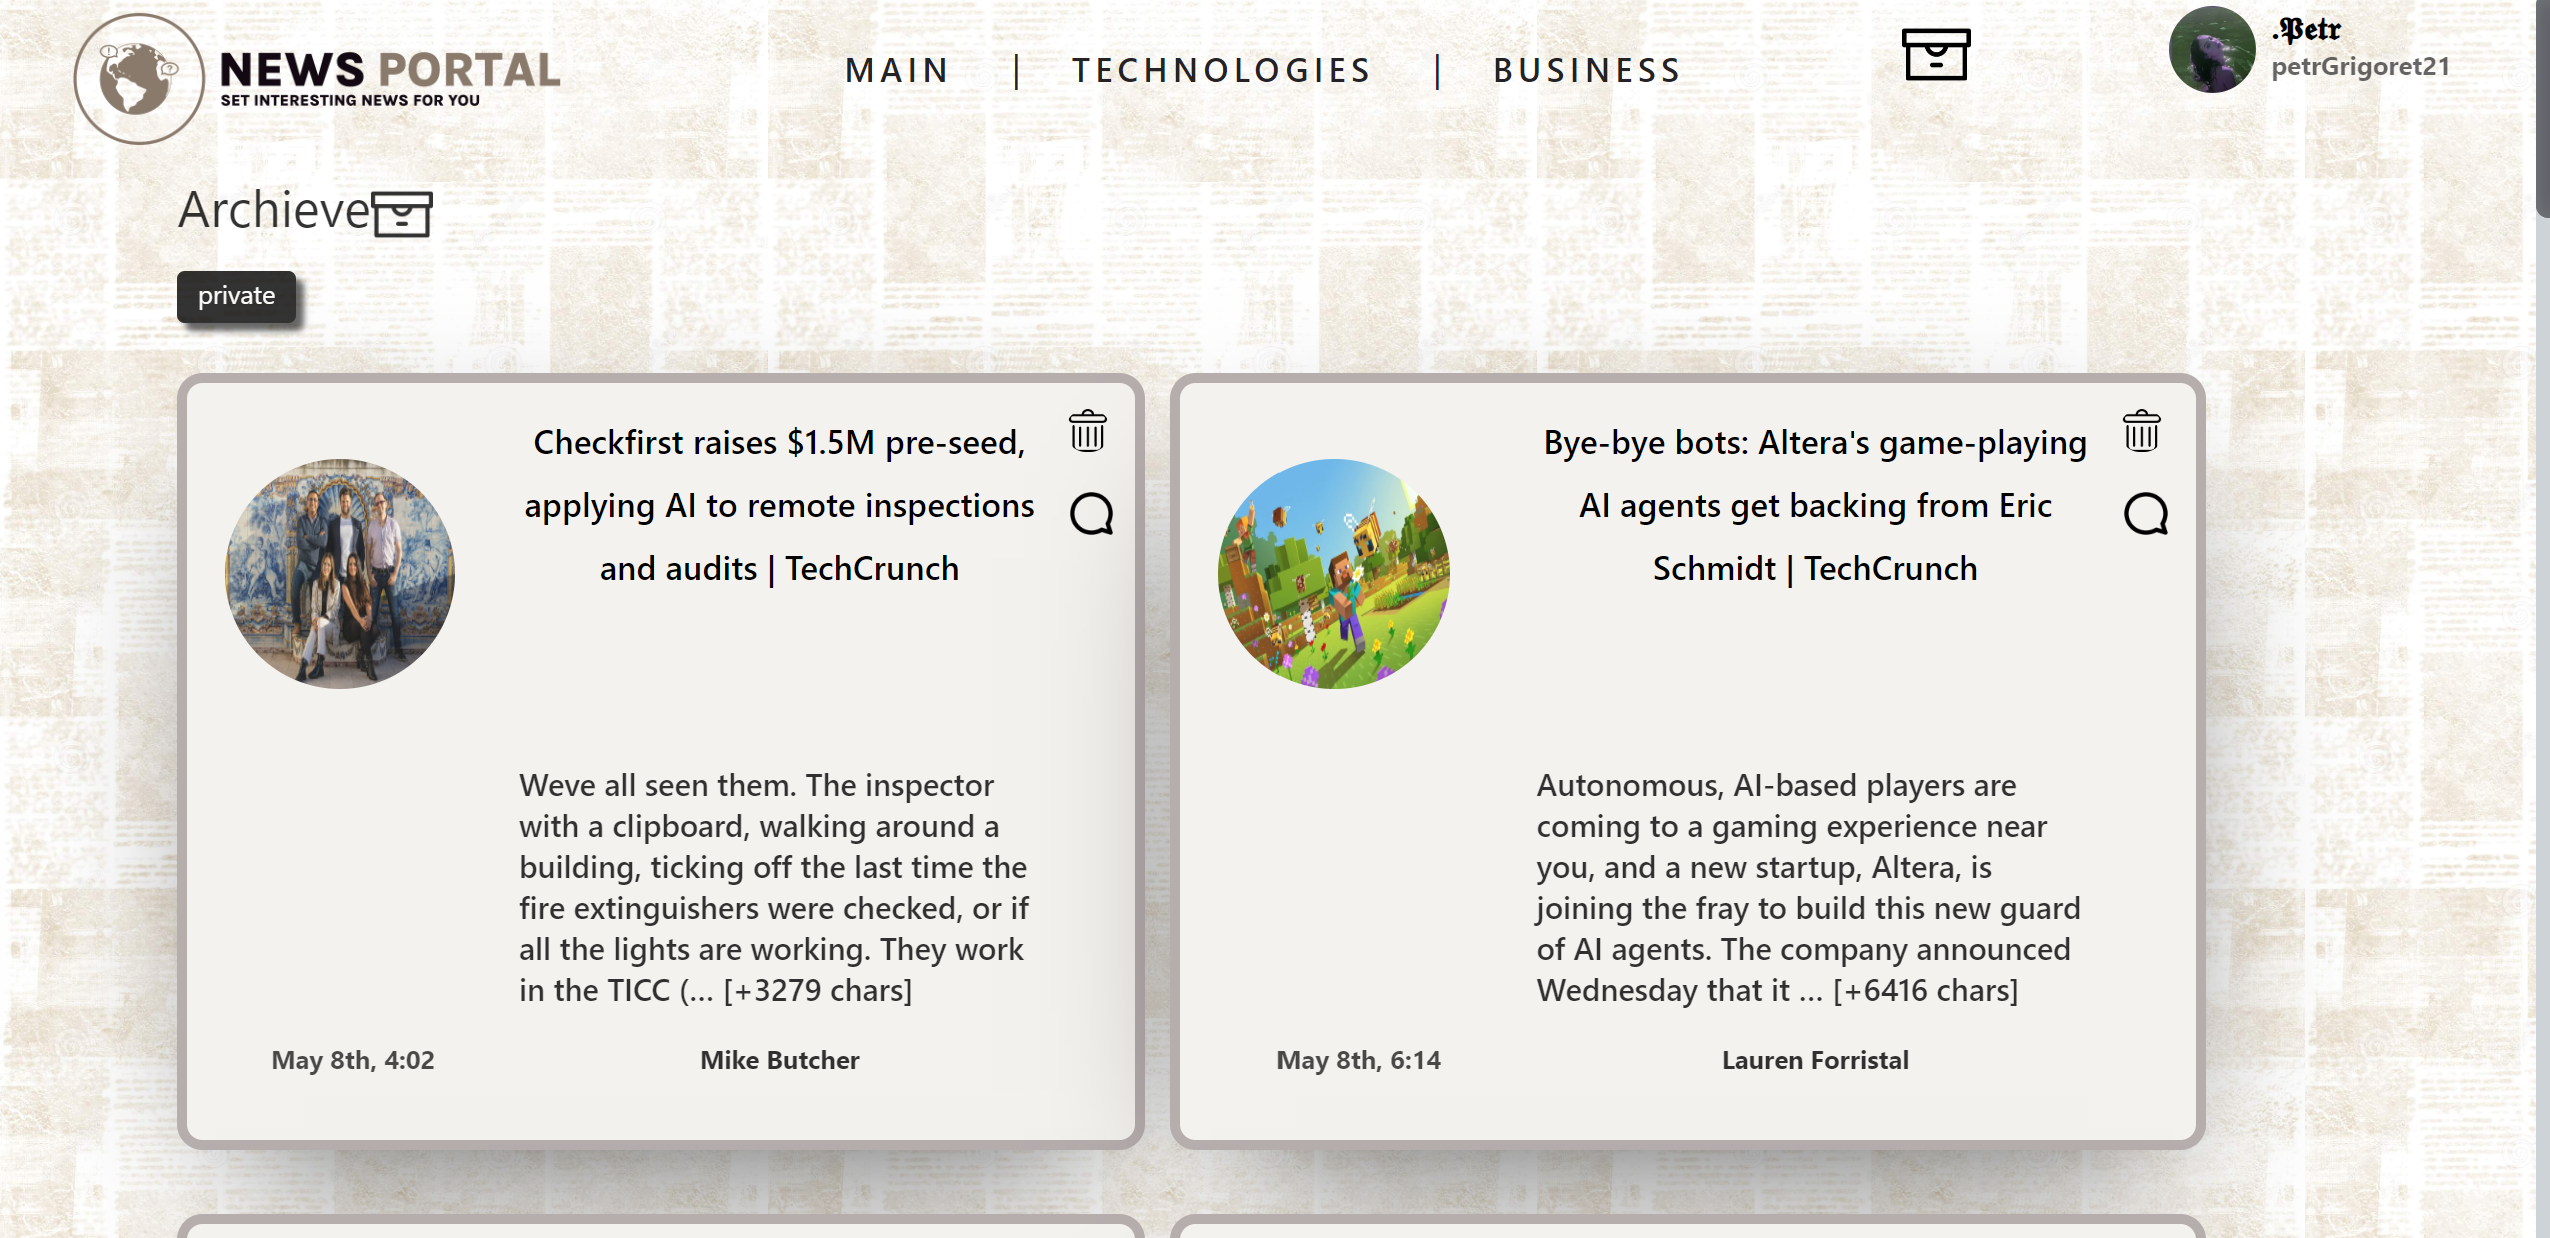 NEWS PORTAL
SET INTERESTING NEWS FOR YOU
MAIN | TECHNOLOGIES | BUSINESS
.𝕻𝖊𝖙𝖗
petrGrigoret21
Archieve
private
Checkfirst raises $1.5M pre-seed,
applying AI to remote inspections
and audits | TechCrunch
Weve all seen them. The inspector
with a clipboard, walking around a
building, ticking off the last time the
fire extinguishers were checked, or if
all the lights are working. They work
in the TICC (… [+3279 chars]
May 8th, 4:02
Mike Butcher
Bye-bye bots: Altera's game-playing
AI agents get backing from Eric
Schmidt | TechCrunch
Autonomous, AI-based players are
coming to a gaming experience near
you, and a new startup, Altera, is
joining the fray to build this new guard
of AI agents. The company announced
Wednesday that it … [+6416 chars]
May 8th, 6:14
Lauren Forristal